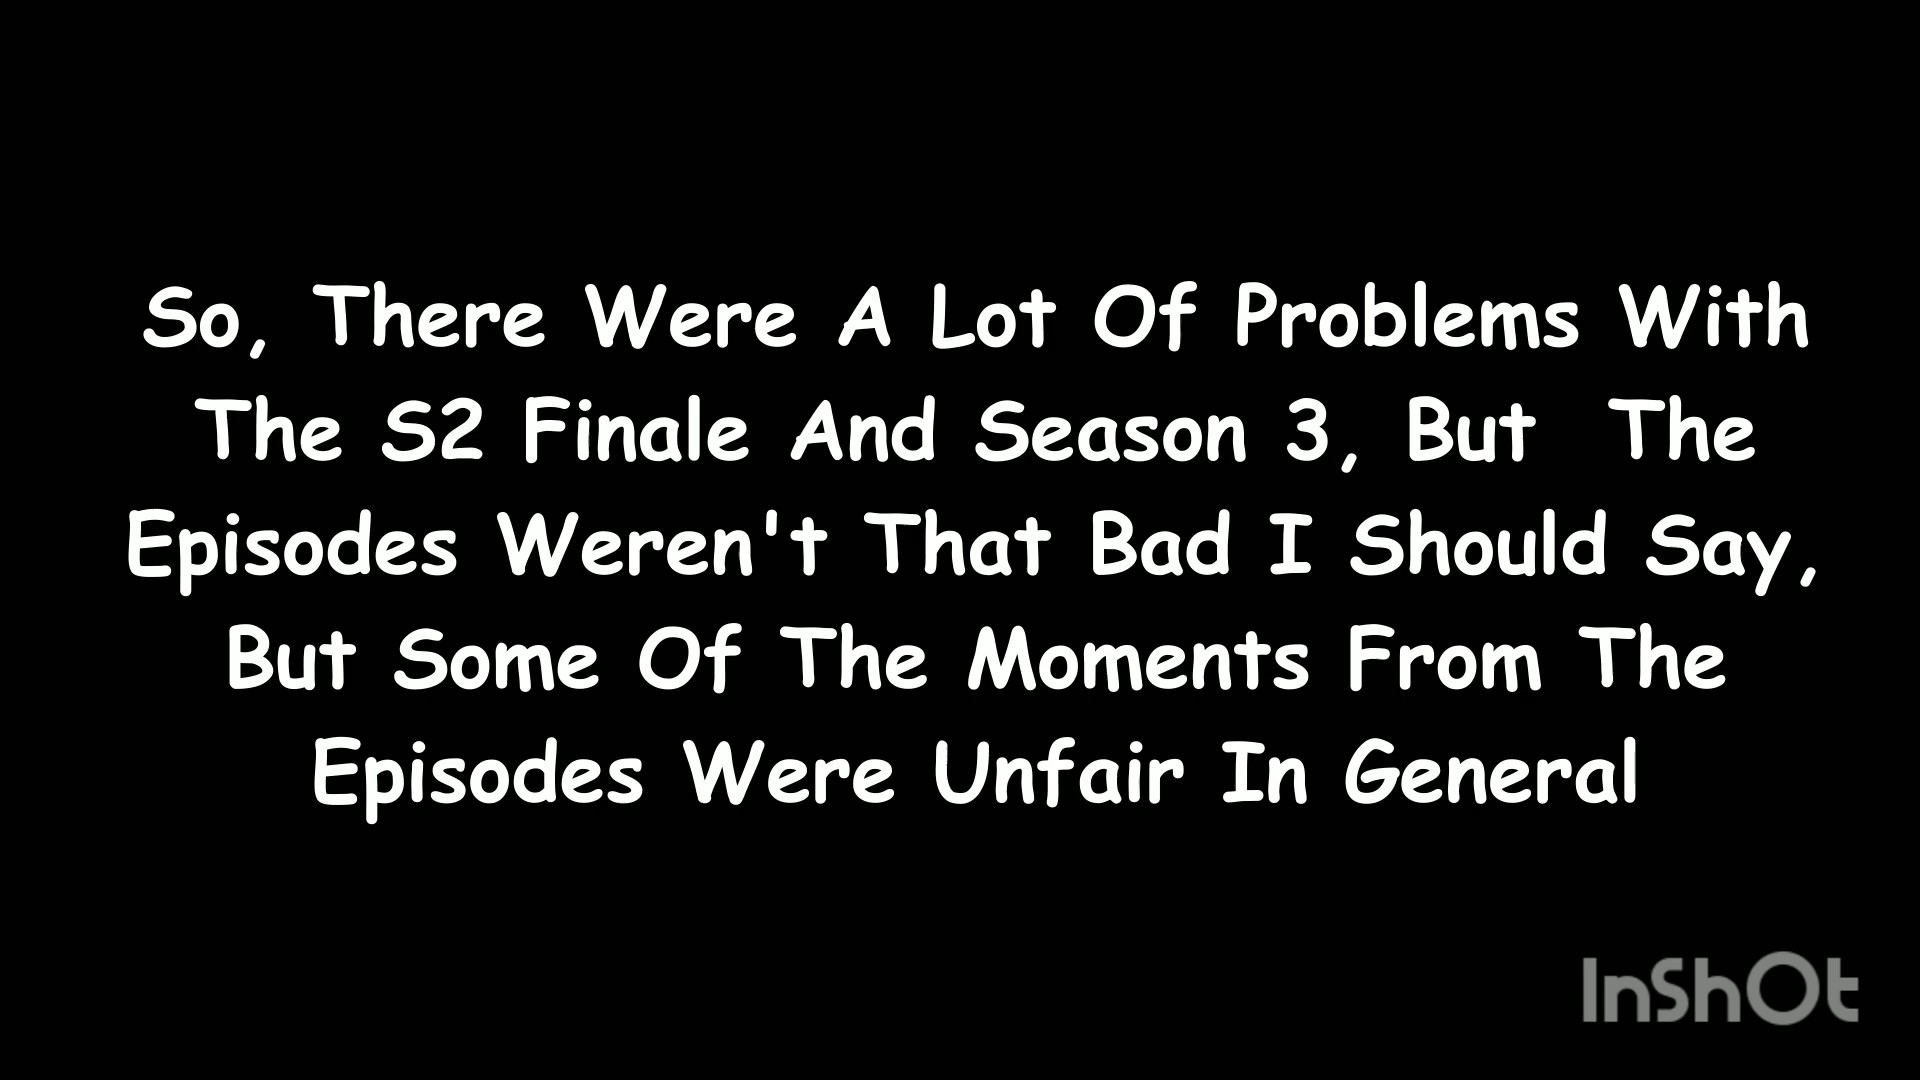 So, There Were A Lot Of Problems With
The S2 Finale And Season 3, But  The
Episodes Weren't That Bad I Should Say,
But Some Of The Moments From The
Episodes Were Unfair In General
InShOt